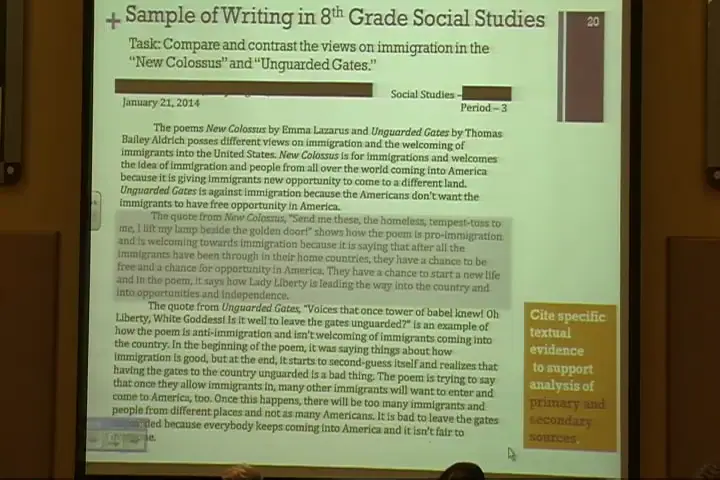 + Sample of Writing in 8th Grade Social Studies
20
Task: Compare and contrast the views on immigration in the
"New Colossus" and "Unguarded Gates."
Social Studies –
January 21, 2014
Period – 3
The poems New Colossus by Emma Lazarus and Unguarded Gates by Thomas
Bailey Aldrich posses different views on immigration and the welcoming of
immigrants into the United States. New Colossus is for immigrations and welcomes
the idea of immigration and people from all over the world coming into America
because it is giving immigrants new opportunity to come to a different land.
Unguarded Gates is against immigration because the Americans don't want the
immigrants to have free opportunity in America.
The quote from New Colossus, "Send me these, the homeless, tempest-tuss to
me, I lift my lamp beside the golden door!" shows how the poem is pro-immigration
and is welcoming towards immigration because it is saying that after all the
immigrants have been through in their home countries, they have a chance to be
free and a chance for opportunity in America. They have a chance to start a new life
and in the poem, it says how Lady Liberty is leading the way into the country and
into opportunities and independence.
The quote from Unguarded Gates, "Voices that once tower of babel knew! Oh
Liberty, White Goddess! Is it well to leave the gates unguarded?" is an example of
how the poem is anti-immigration and isn't welcoming of immigrants coming into
the country. In the beginning of the poem, it was saying things about how
immigration is good, but at the end, it starts to second-guess itself and realizes that
having the gates to the country unguarded is a bad thing. The poem is trying to say
that once they allow immigrants in, many other immigrants will want to enter and
come to America, too. Once this happens, there will be too many immigrants and
people from different places and not as many Americans. It is bad to leave the gates
because everybody keeps coming into America and it isn't fair to
Cite specific
textual
evidence
to support
analysis of
primary and
secondary
sources.